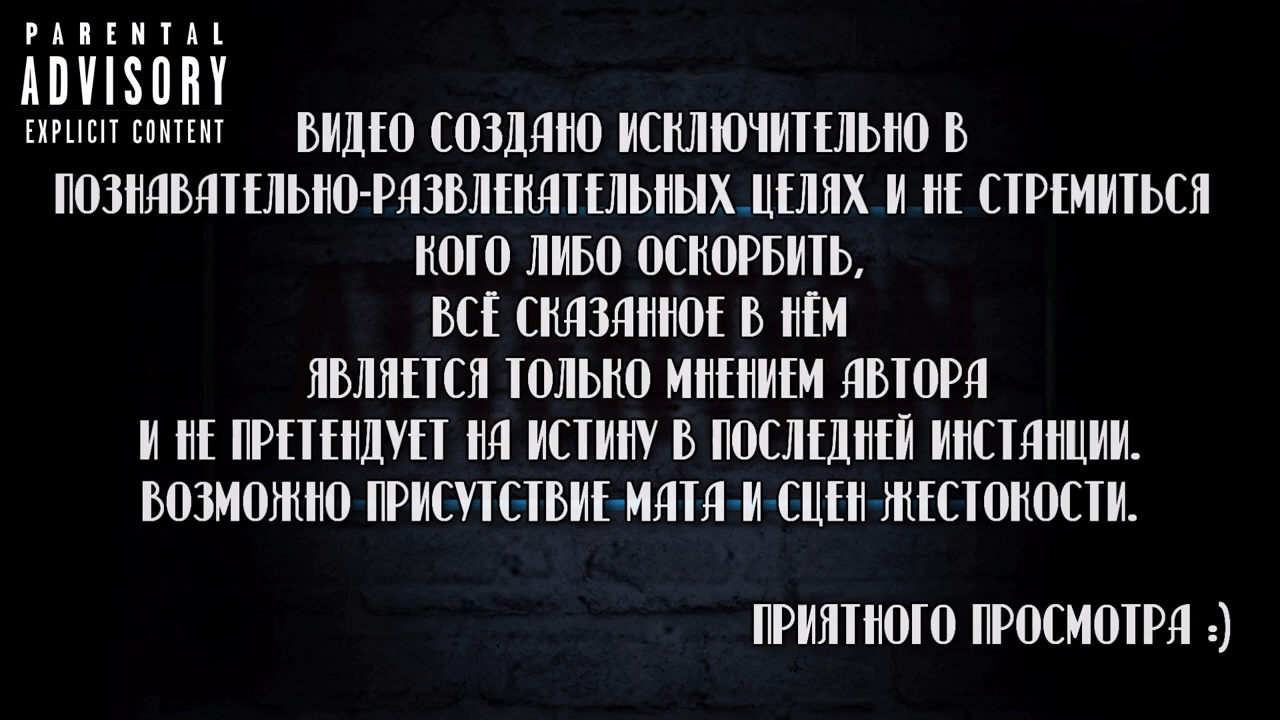 PARENTAL
ADVISORY
EXPLICIT CONTENT
ВИДЕО СОЗДАНО ИСКЛЮЧИТЕЛЬНО В
ПОЗНАВАТЕЛЬНО-РАЗВЛЕКАТЕЛЬНЫХ ЦЕЛЯХ И НЕ СТРЕМИТЬСЯ
КОГО ЛИБО ОСКОРБИТЬ,
ВСЁ СКАЗАННОЕ В НЁМ
ЯВЛЯЕТСЯ ТОЛЬКО МНЕНИЕМ АВТОРА
И НЕ ПРЕТЕНДУЕТ НА ИСТИНУ В ПОСЛЕДНЕЙ ИНСТАНЦИИ.
ВОЗМОЖНО ПРИСУТСТВИЕ МАТА И СЦЕН ЖЕСТОКОСТИ.
ПРИЯТНОГО ПРОСМОТРА :)